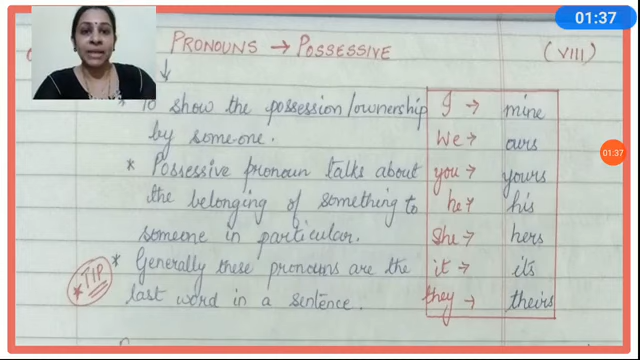 01:37
PRONOUNS → POSSESSIVE (VIII)
* To show the possession/ownership
by someone.
* Possessive pronoun talks about
the belonging of something to
someone in particular.
TIP
* Generally these pronouns are the
last word in a sentence.
I → mine
We → ours
you → yours
he → his
she → hers
it → its
they → theirs
01:37